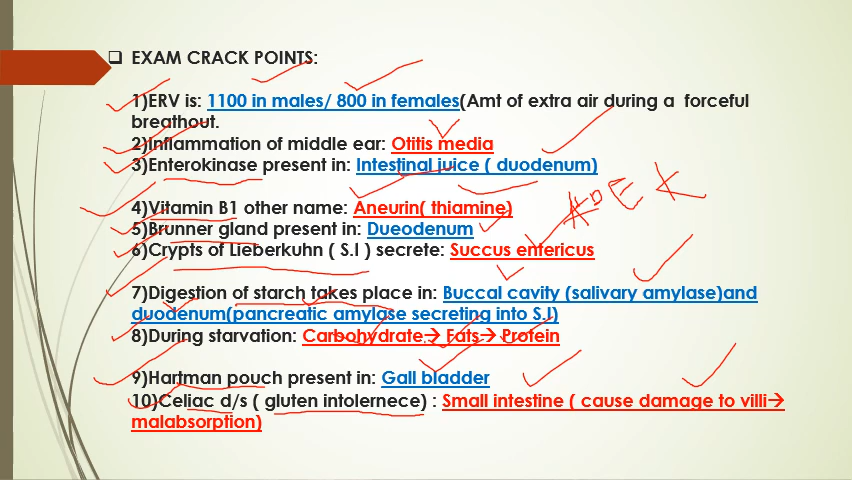 ❑ EXAM CRACK POINTS:
1)ERV is: 1100 in males/ 800 in females(Amt of extra air during a forceful
breathout.
2)Inflammation of middle ear: Otitis media
3)Enterokinase present in: Intestinal juice ( duodenum)
4)Vitamin B1 other name: Aneurin( thiamine)
5)Brunner gland present in: Dueodenum
6)Crypts of Lieberkuhn ( S.I ) secrete: Succus entericus
7)Digestion of starch takes place in: Buccal cavity (salivary amylase)and
duodenum(pancreatic amylase secreting into S.I)
8)During starvation: Carbohydrate→ Fats→ Protein
9)Hartman pouch present in: Gall bladder
10)Celiac d/s ( gluten intolernece) : Small intestine ( cause damage to villi→
malabsorption)
ADEX